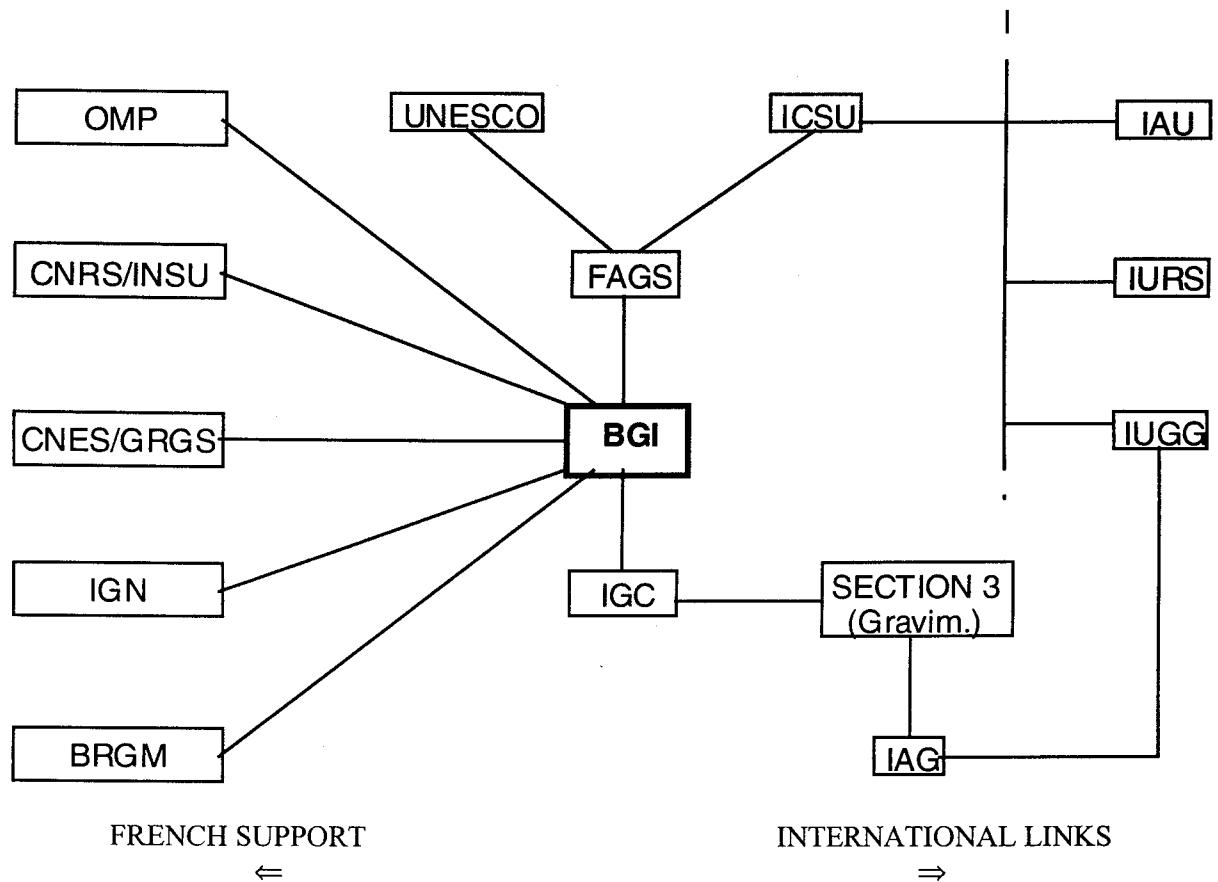 OMP
UNESCO
ICSU
IAU
CNRS/INSU
FAGS
IURS
CNES/GRGS
BGI
IUGG
IGN
IGC
SECTION 3
(Gravim.)
BRGM
IAG
FRENCH SUPPORT
⇐
INTERNATIONAL LINKS
⇒